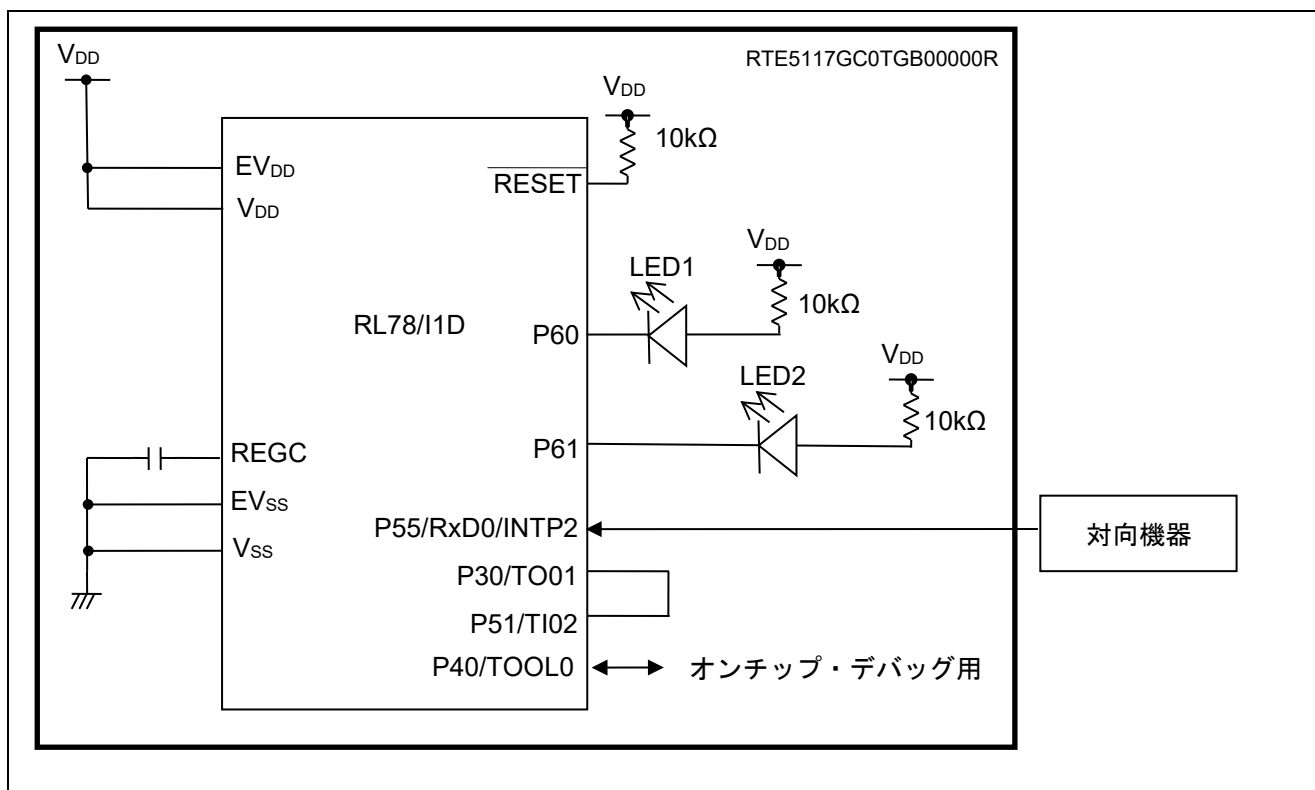 RTE5117GC0TGB00000R
VDD
VDD
10kΩ
EVDD
RESET
VDD
VDD
LED1
10kΩ
RL78/I1D
P60
VDD
LED2
10kΩ
P61
REGC
EVSS
P55/RxD0/INTP2
対向機器
VSS
P30/TO01
P51/TI02
P40/TOOL0
オンチップ・デバッグ用